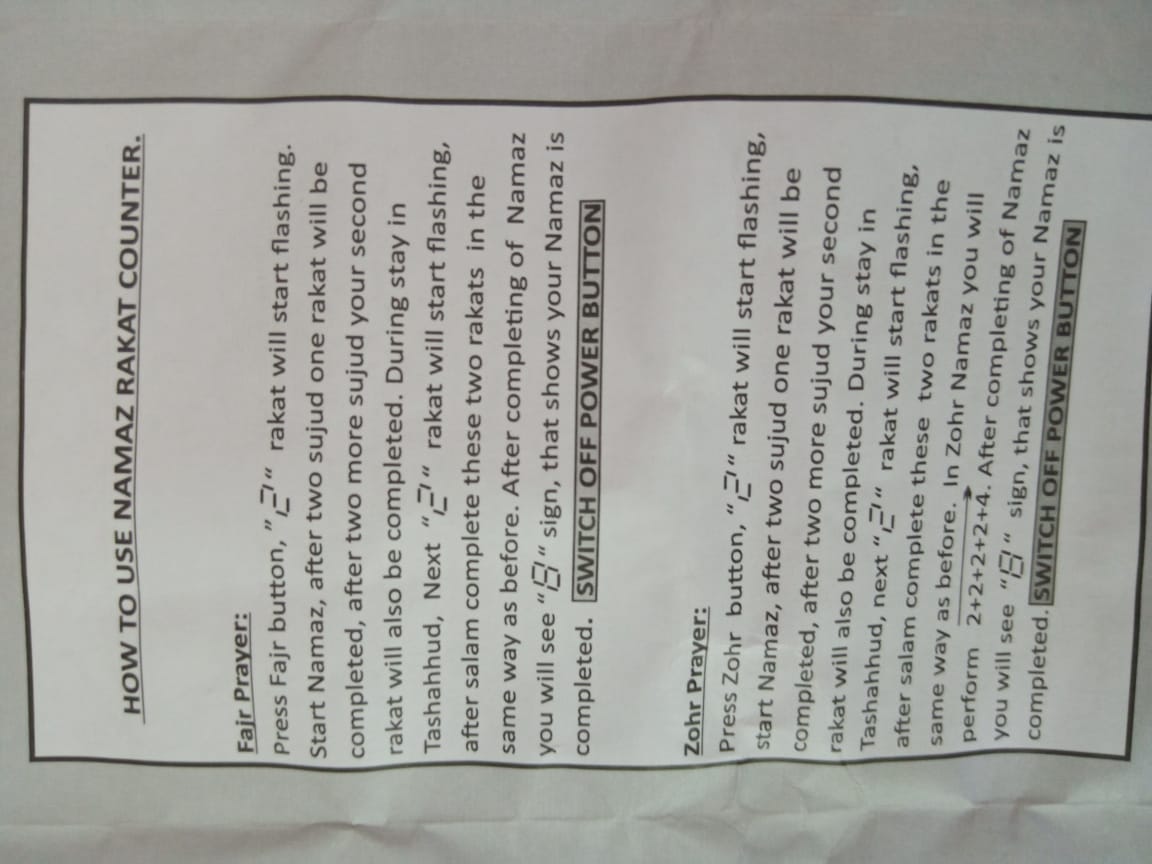 HOW TO USE NAMAZ RAKAT COUNTER.
Fajr Prayer:
Press Fajr button, "2" rakat will start flashing.
Start Namaz, after two sujud one rakat will be
completed, after two more sujud your second
rakat will also be completed. During stay in
Tashahhud, Next "2" rakat will start flashing,
after salam complete these two rakats in the
same way as before. After completing of Namaz
you will see "8" sign, that shows your Namaz is
completed. SWITCH OFF POWER BUTTON
Zohr Prayer:
Press Zohr button, "2" rakat will start flashing,
start Namaz, after two sujud one rakat will be
completed, after two more sujud your second
rakat will also be completed. During stay in
Tashahhud, next "2" rakat will start flashing,
after salam complete these two rakats in the
same way as before. In Zohr Namaz you will
perform 2+2+2+2+4. After completing of Namaz
you will see "8" sign, that shows your Namaz is
completed. SWITCH OFF POWER BUTTON